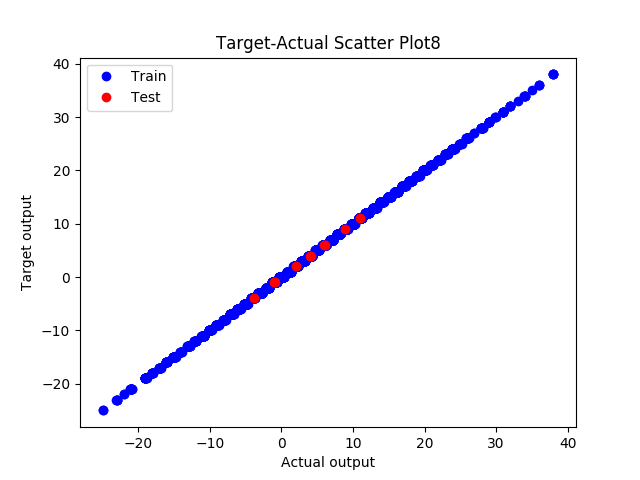 Target-Actual Scatter Plot8
Train
Test
Target output
40
30
20
10
0
−10
−20
−20 −10 0 10 20 30 40
Actual output